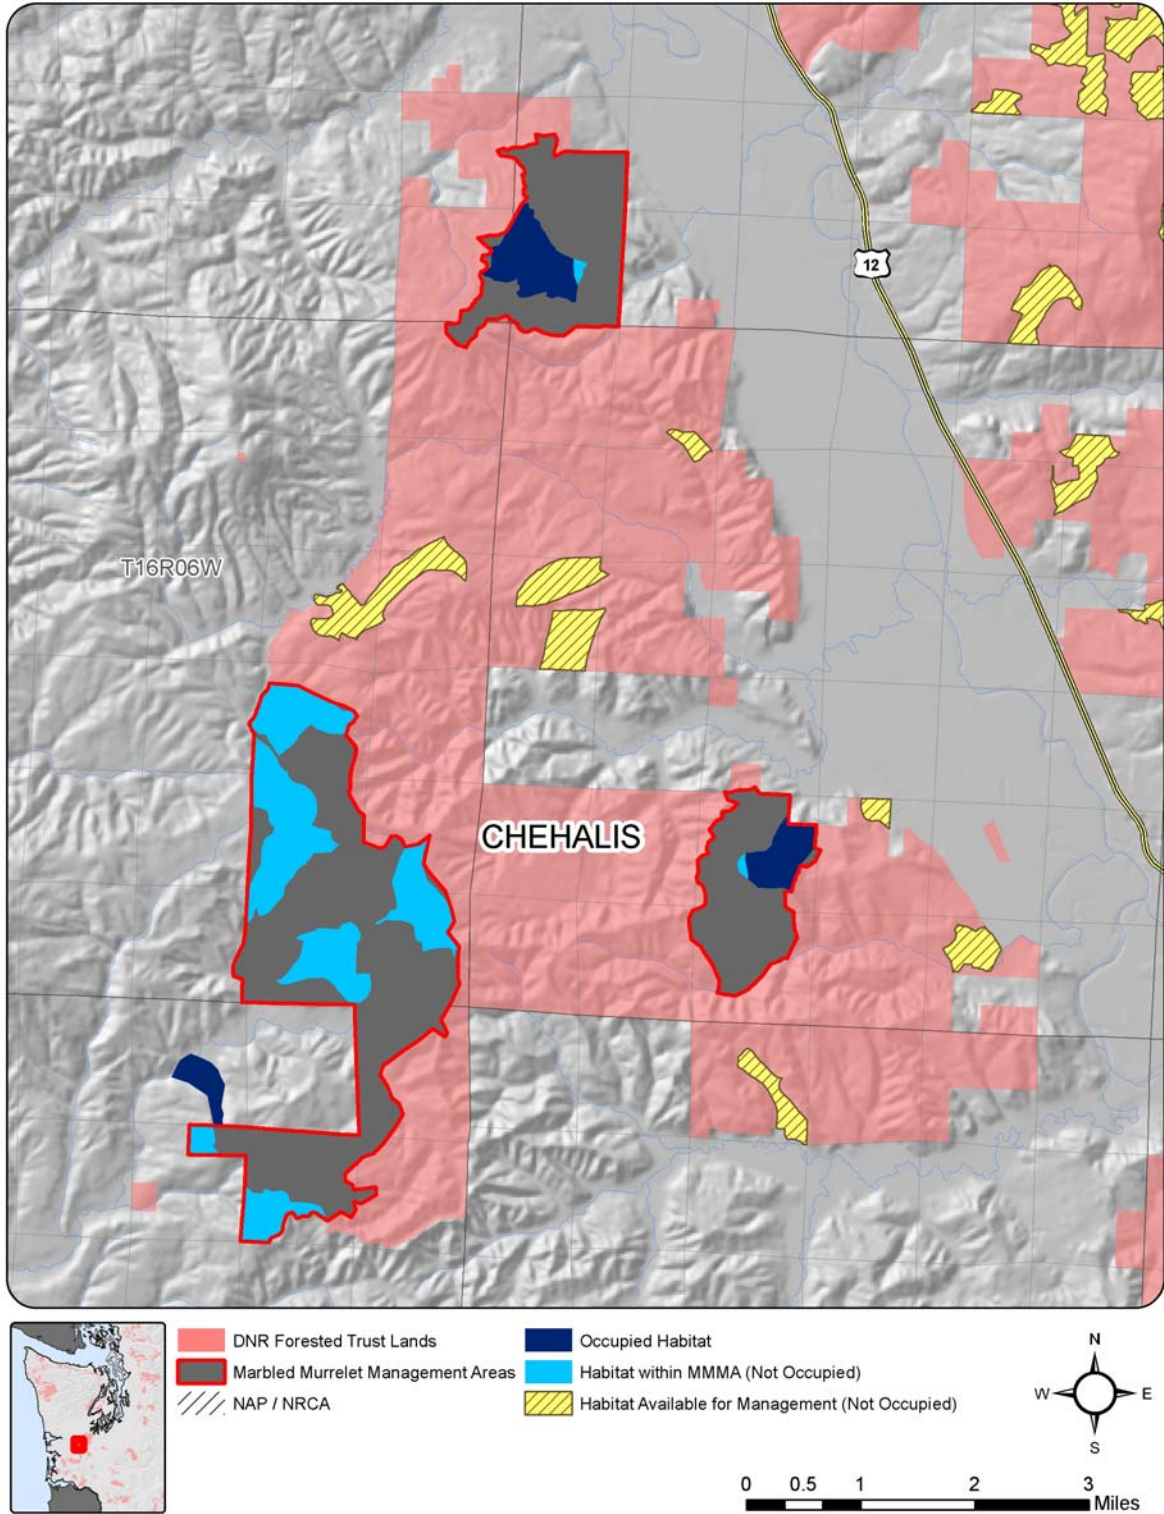 12
T16R06W
CHEHALIS
DNR Forested Trust Lands
Marbled Murrelet Management Areas
NAP / NRCA
Occupied Habitat
Habitat within MMMA (Not Occupied)
Habitat Available for Management (Not Occupied)
N
W E
S
0 0.5 1 2 3
Miles